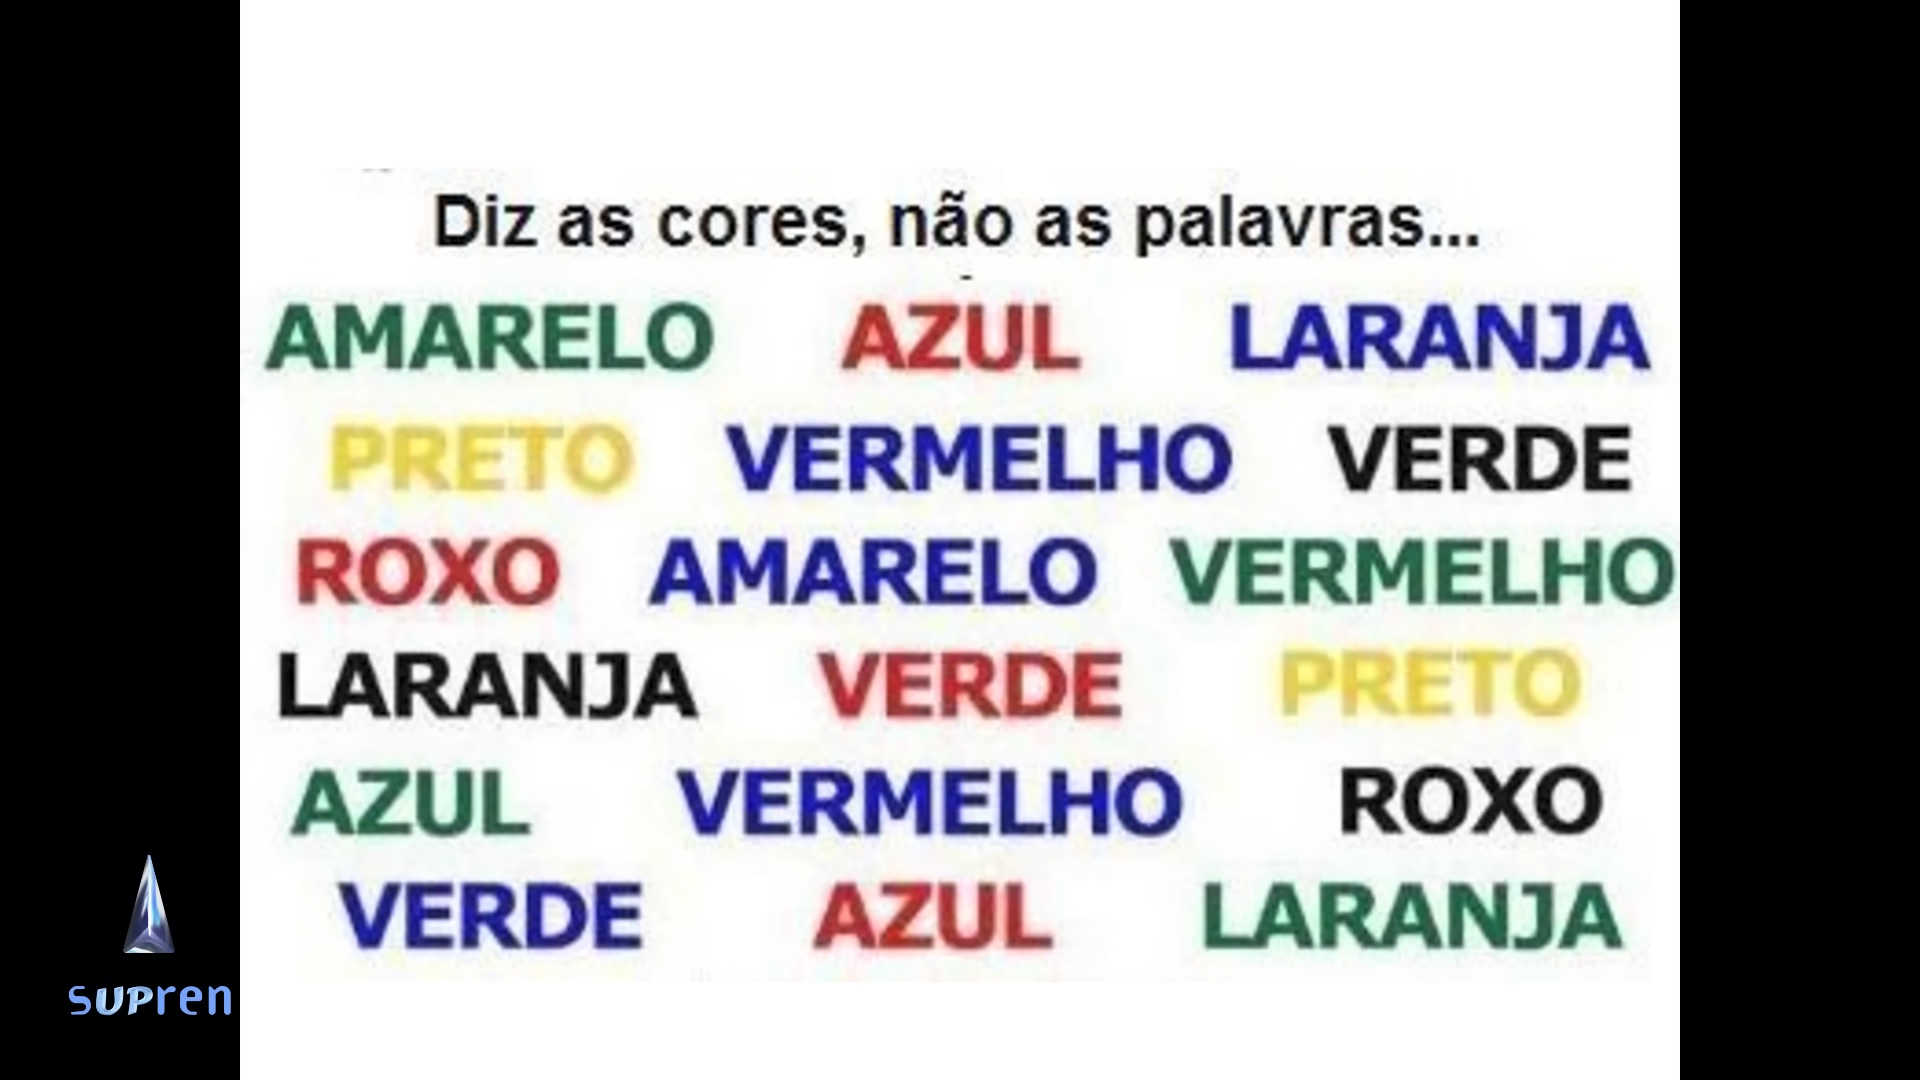 Diz as cores, não as palavras...
AMARELO AZUL LARANJA
PRETO VERMELHO VERDE
ROXO AMARELO VERMELHO
LARANJA VERDE PRETO
AZUL VERMELHO ROXO
VERDE AZUL LARANJA
sUPren